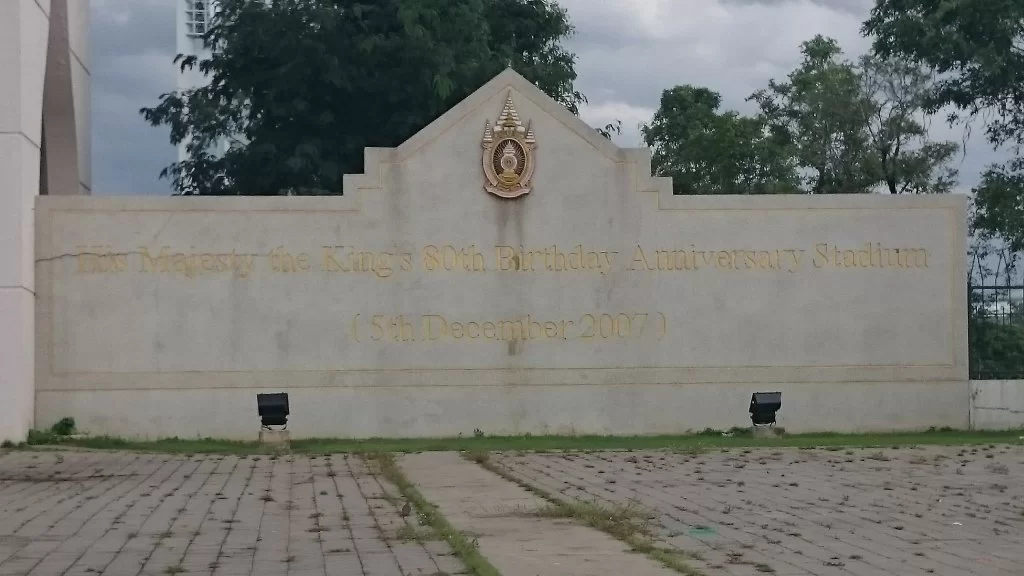 His Majesty the King's 80th Birthday Anniversary Stadium
( 5th December 2007 )